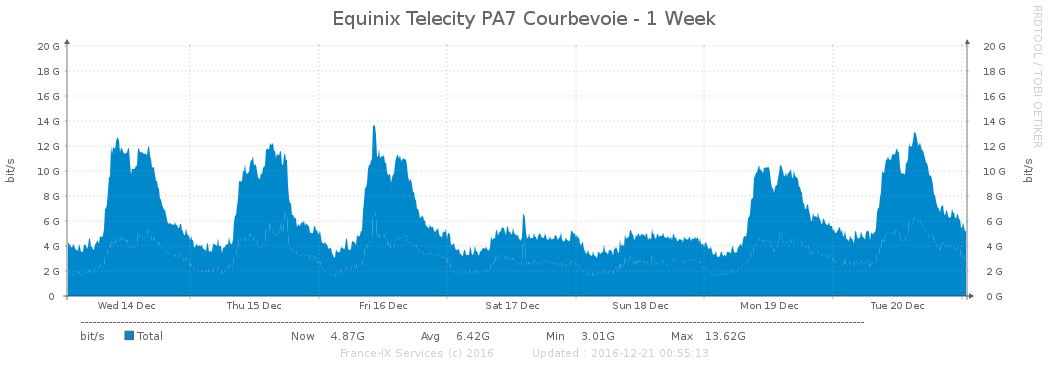 Equinix Telecity PA7 Courbevoie - 1 Week
RRDTOOL / TOBI OETIKER
bit/s
20 G 20 G
18 G 18 G
16 G 16 G
14 G 14 G
12 G 12 G
10 G 10 G
8 G 8 G
6 G 6 G
4 G 4 G
2 G 2 G
0 0 G
bit/s
Wed 14 Dec Thu 15 Dec Fri 16 Dec Sat 17 Dec Sun 18 Dec Mon 19 Dec Tue 20 Dec
bit/s Total Now 4.87G Avg 6.42G Min 3.01G Max 13.62G
France-IX Services (c) 2016 Updated : 2016-12-21 00:55:13